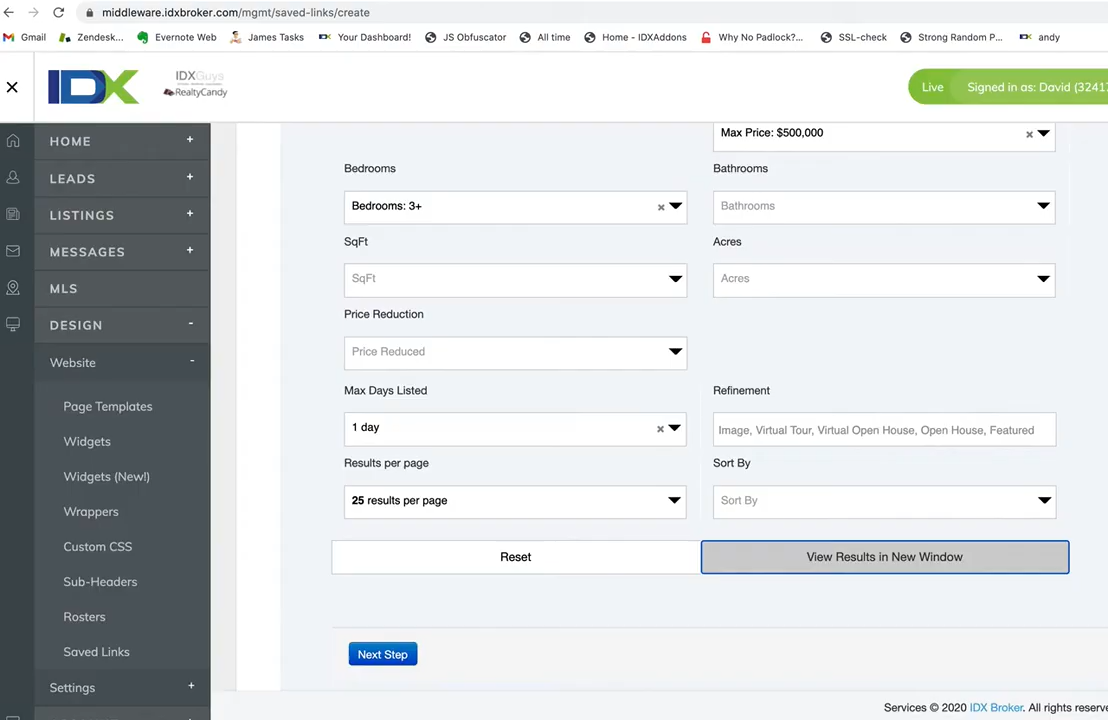 middleware.idxbroker.com/mgmt/saved-links/create
Gmail Zendesk... Evernote Web James Tasks Your Dashboard! JS Obfuscator All time Home - IDXAddons Why No Padlock?... SSL-check Strong Random P... andy
IDX IDXGuys RealtyCandy Live Signed in as: David (32417
HOME +
LEADS +
LISTINGS +
MESSAGES +
MLS
DESIGN -
Website -
Page Templates
Widgets
Widgets (New!)
Wrappers
Custom CSS
Sub-Headers
Rosters
Saved Links
Settings +
Max Price: $500,000
Bedrooms Bathrooms
Bedrooms: 3+ Bathrooms
SqFt Acres
SqFt Acres
Price Reduction
Price Reduced
Max Days Listed Refinement
1 day Image, Virtual Tour, Virtual Open House, Open House, Featured
Results per page Sort By
25 results per page Sort By
Reset View Results in New Window
Next Step
Services © 2020 IDX Broker. All rights reserve